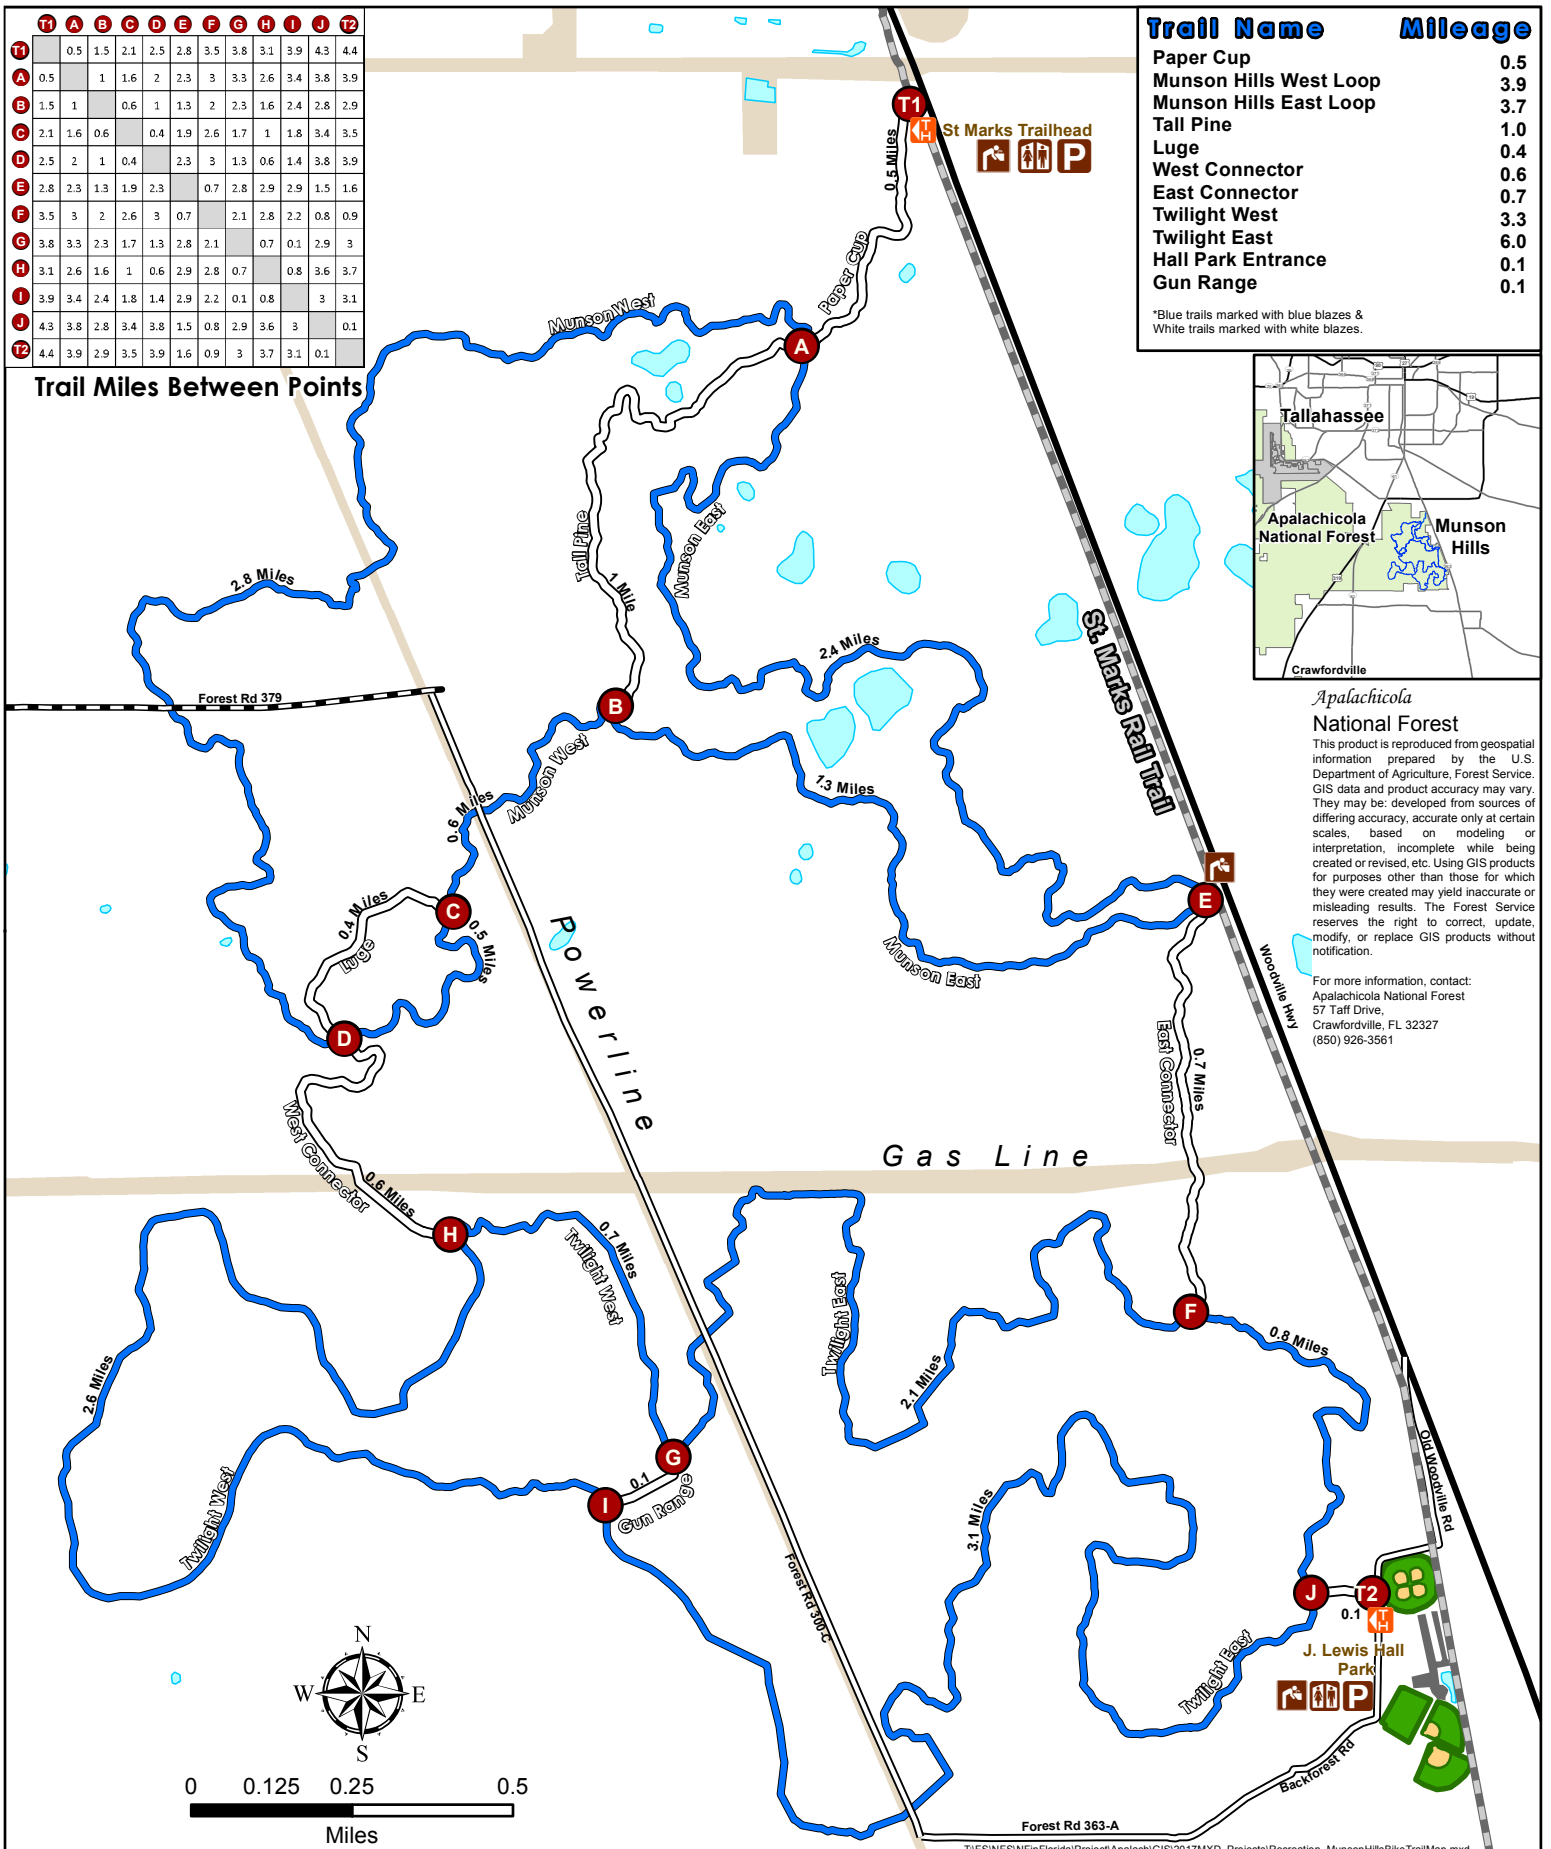 T1 A B C D E F G H I J T2
T1 0.5 1.5 2.1 2.5 2.8 3.5 3.8 3.1 3.9 4.3 4.4
A 0.5 1 1.6 2 2.3 3 3.3 2.6 3.4 3.8 3.9
B 1.5 1 0.6 1 1.3 2 2.3 1.6 2.4 2.8 2.9
C 2.1 1.6 0.6 0.4 1.9 2.6 1.7 1 1.8 3.4 3.5
D 2.5 2 1 0.4 2.3 3 1.3 0.6 1.4 3.8 3.9
E 2.8 2.3 1.3 1.9 2.3 0.7 2.8 2.9 2.9 1.5 1.6
F 3.5 3 2 2.6 3 0.7 2.1 2.8 2.2 0.8 0.9
G 3.8 3.3 2.3 1.7 1.3 2.8 2.1 0.7 0.1 2.9 3
H 3.1 2.6 1.6 1 0.6 2.9 2.8 0.7 0.8 3.6 3.7
I 3.9 3.4 2.4 1.8 1.4 2.9 2.2 0.1 0.8 3 3.1
J 4.3 3.8 2.8 3.4 3.8 1.5 0.8 2.9 3.6 3 0.1
T2 4.4 3.9 2.9 3.5 3.9 1.6 0.9 3 3.7 3.1 0.1
Trail Miles Between Points
Trail Name Mileage
Paper Cup 0.5
Munson Hills West Loop 3.9
Munson Hills East Loop 3.7
Tall Pine 1.0
Luge 0.4
West Connector 0.6
East Connector 0.7
Twilight West 3.3
Twilight East 6.0
Hall Park Entrance 0.1
Gun Range 0.1
*Blue trails marked with blue blazes &
White trails marked with white blazes.
Tallahassee
Apalachicola
National Forest
Munson
Hills
Crawfordville
Apalachicola
National Forest
This product is reproduced from geospatial
information prepared by the U.S.
Department of Agriculture, Forest Service.
GIS data and product accuracy may vary.
They may be: developed from sources of
differing accuracy, accurate only at certain
scales, based on modeling or
interpretation, incomplete while being
created or revised, etc. Using GIS products
for purposes other than those for which
they were created may yield inaccurate or
misleading results. The Forest Service
reserves the right to correct, update,
modify, or replace GIS products without
notification.
For more information, contact:
Apalachicola National Forest
57 Taff Drive,
Crawfordville, FL 32327
(850) 926-3561
T1
TH
St Marks Trailhead
P
0.5 Miles
Paper Cup
Munson West
A
Tall Pine
1 Mile
Munson East
2.8 Miles
2.4 Miles
St. Marks Rail Trail
Forest Rd 379
B
Munson West
0.6 Miles
1.3 Miles
E
C
0.4 Miles
Luge
0.5 Miles
Powerline
Munson East
Woodville Hwy
D
East Connector
0.7 Miles
West Connector
0.6 Miles
Gas Line
H
0.7 Miles
Twilight West
Twilight East
F
0.8 Miles
2.6 Miles
2.1 Miles
G
0.1
I
Gun Range
Twilight West
3.1 Miles
Old Woodville Rd
Forest Rd 300-C
J
T2
0.1
TH
J. Lewis Hall
Park
P
Twilight East
Backforest Rd
Forest Rd 363-A
N
W E
S
0 0.125 0.25 0.5
Miles